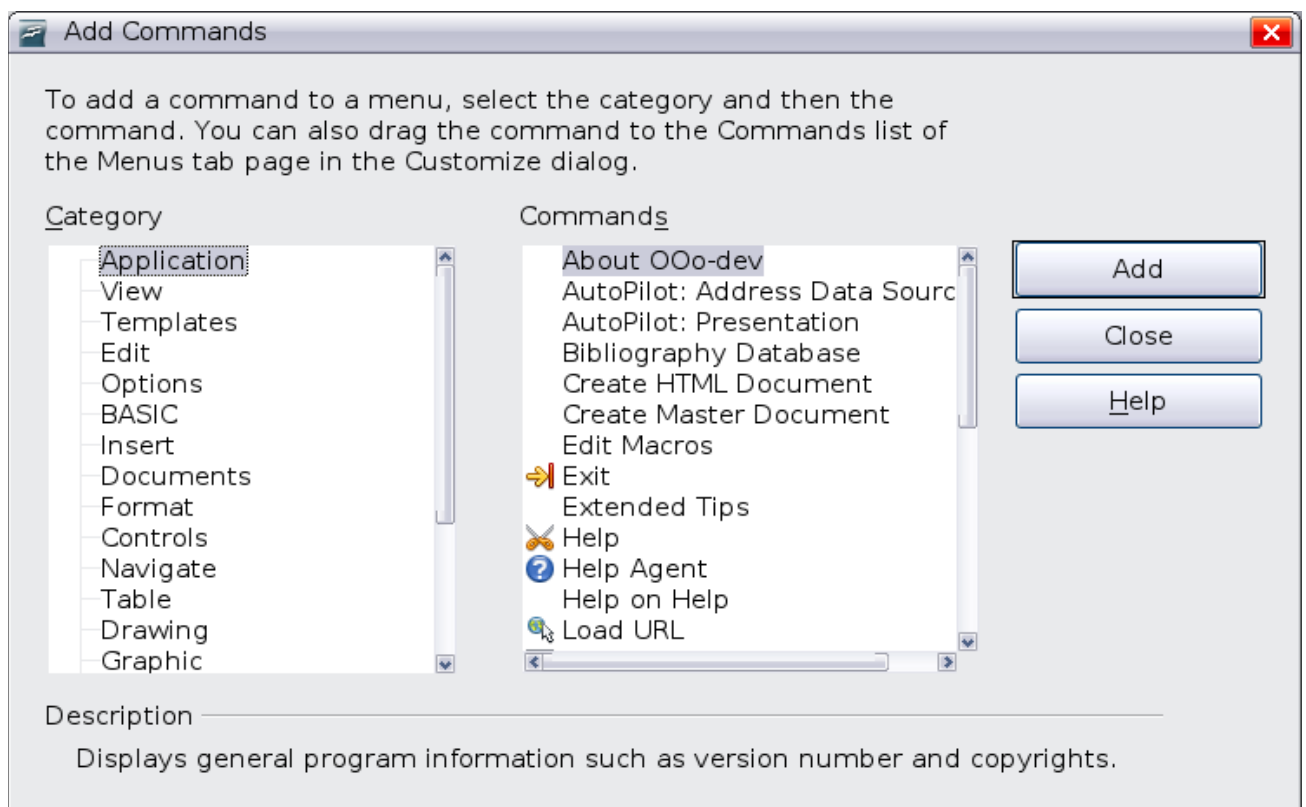 Add Commands
To add a command to a menu, select the category and then the
command. You can also drag the command to the Commands list of
the Menus tab page in the Customize dialog.
Category
Application
View
Templates
Edit
Options
BASIC
Insert
Documents
Format
Controls
Navigate
Table
Drawing
Graphic
Commands
About OOo-dev
AutoPilot: Address Data Sourc
AutoPilot: Presentation
Bibliography Database
Create HTML Document
Create Master Document
Edit Macros
Exit
Extended Tips
Help
Help Agent
Help on Help
Load URL
Add
Close
Help
Description
Displays general program information such as version number and copyrights.